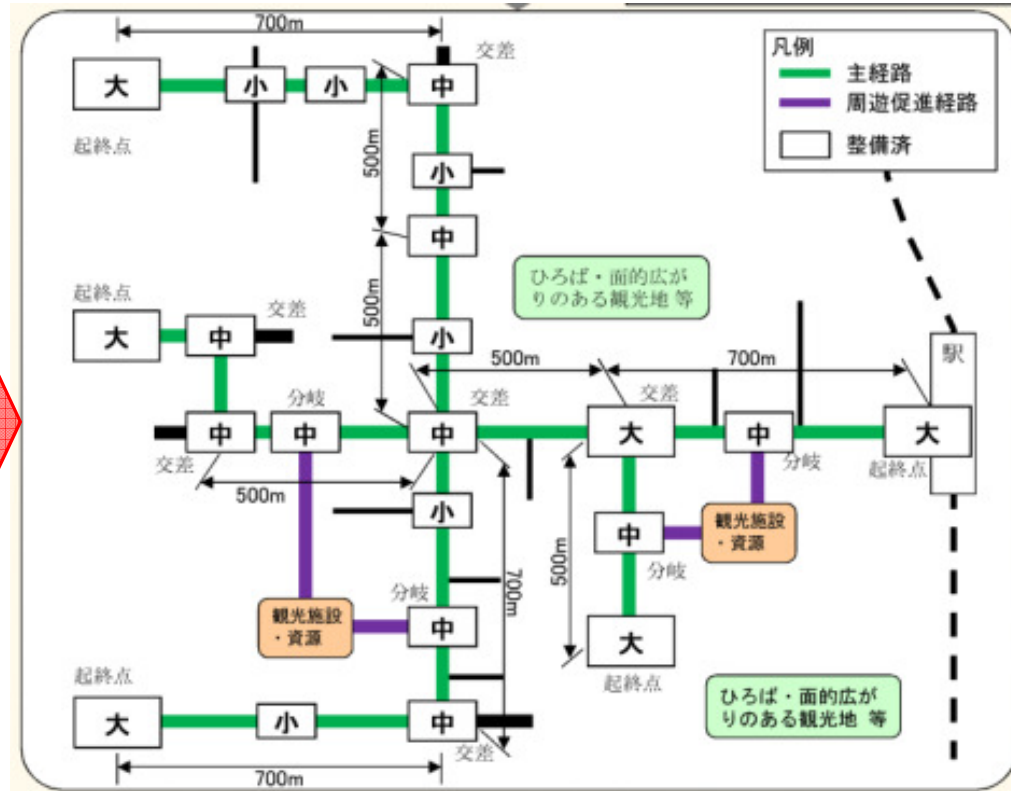 700m
交差
凡例
主経路
周遊促進経路
整備済
大
小
小
中
起終点
500m
小
中
ひろば・面的広が
りのある観光地 等
起終点
交差
大
中
500m
小
500m
700m
駅
分岐
交差
交差
中
中
中
大
中
大
交差
分岐
起終点
500m
小
観光施設
・資源
中
500m
分岐
700m
分岐
観光施設
・資源
中
大
起終点
起終点
ひろば・面的広が
りのある観光地 等
大
小
中
交差
700m